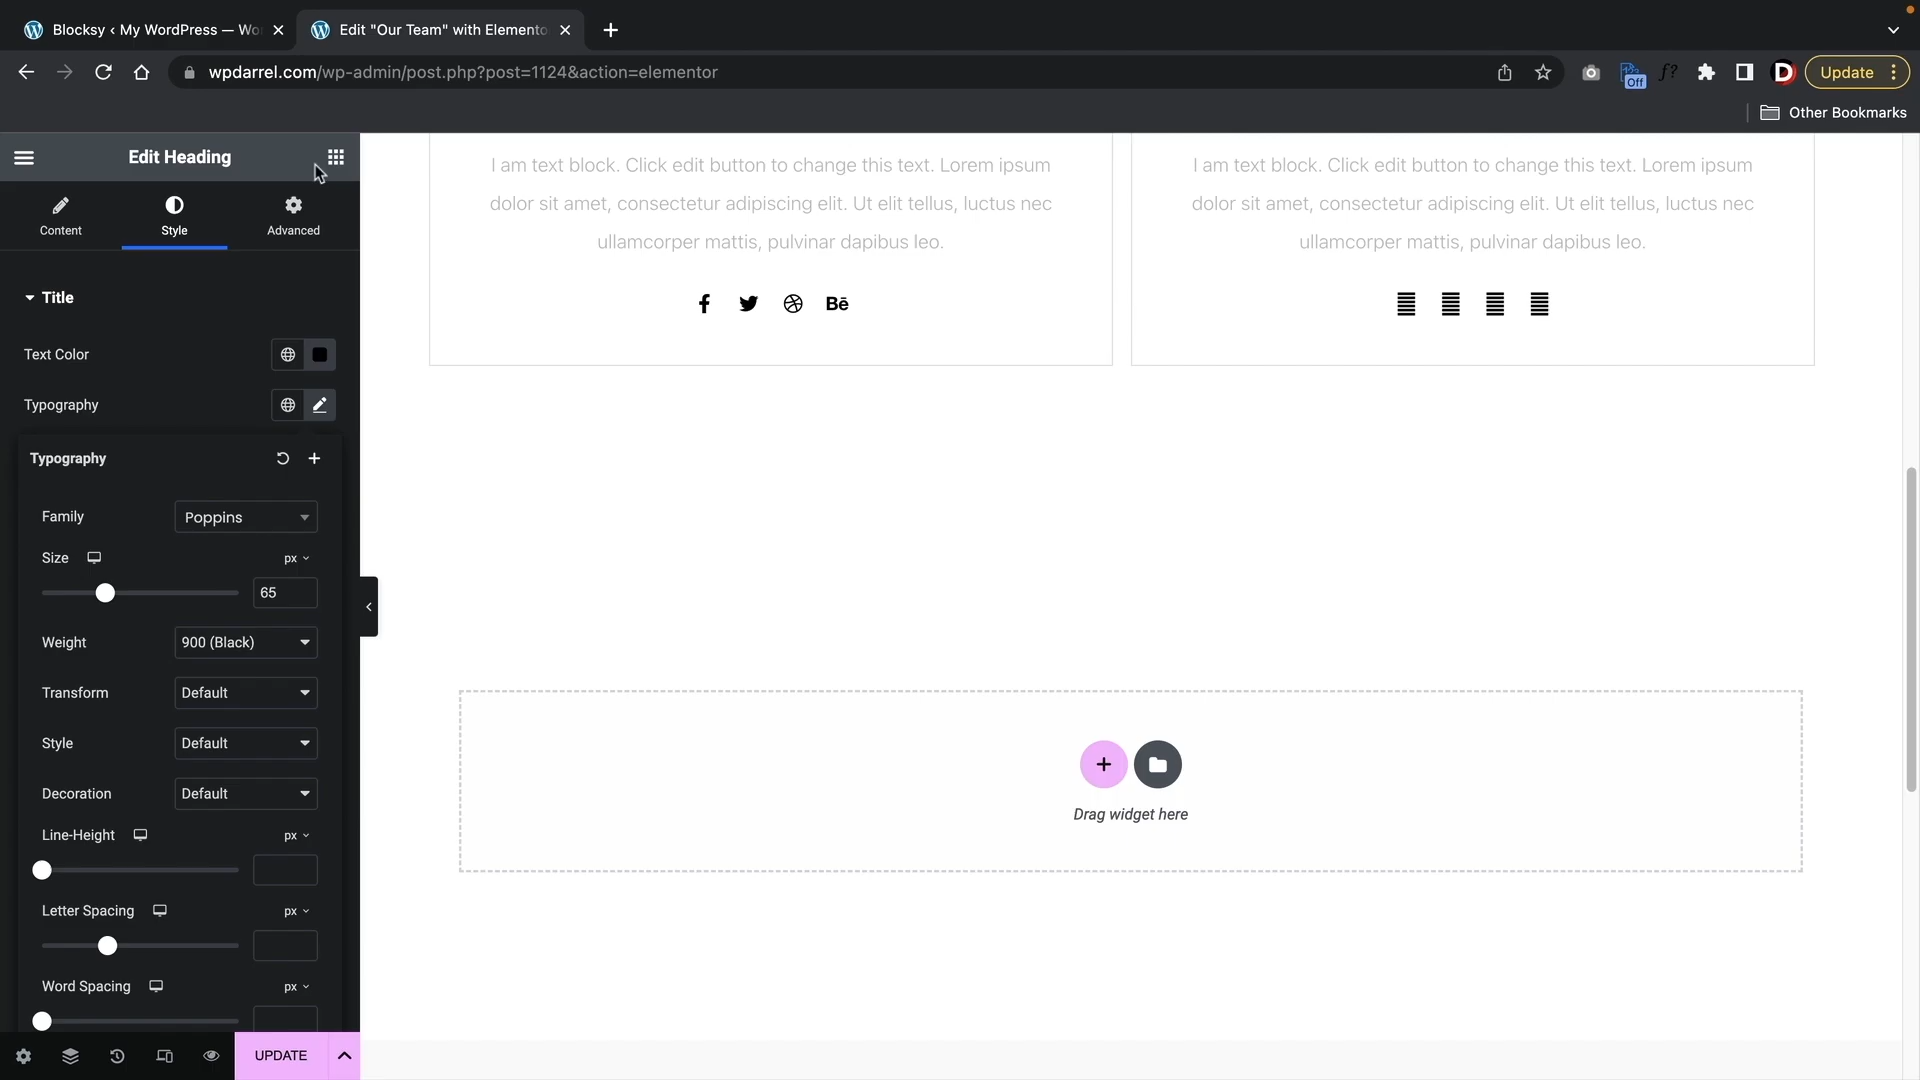 Blocksy ‹ My WordPress — Wo
Edit "Our Team" with Elemento
wpdarrel.com/wp-admin/post.php?post=1124&action=elementor
Off
f?
D
Update
Other Bookmarks
Edit Heading
Content
Style
Advanced
Title
Text Color
Typography
Typography
Family
Poppins
Size
px
65
Weight
900 (Black)
Transform
Default
Style
Default
Decoration
Default
Line-Height
px
Letter Spacing
px
Word Spacing
px
UPDATE
I am text block. Click edit button to change this text. Lorem ipsum
dolor sit amet, consectetur adipiscing elit. Ut elit tellus, luctus nec
ullamcorper mattis, pulvinar dapibus leo.
Bē
I am text block. Click edit button to change this text. Lorem ipsum
dolor sit amet, consectetur adipiscing elit. Ut elit tellus, luctus nec
ullamcorper mattis, pulvinar dapibus leo.
Drag widget here